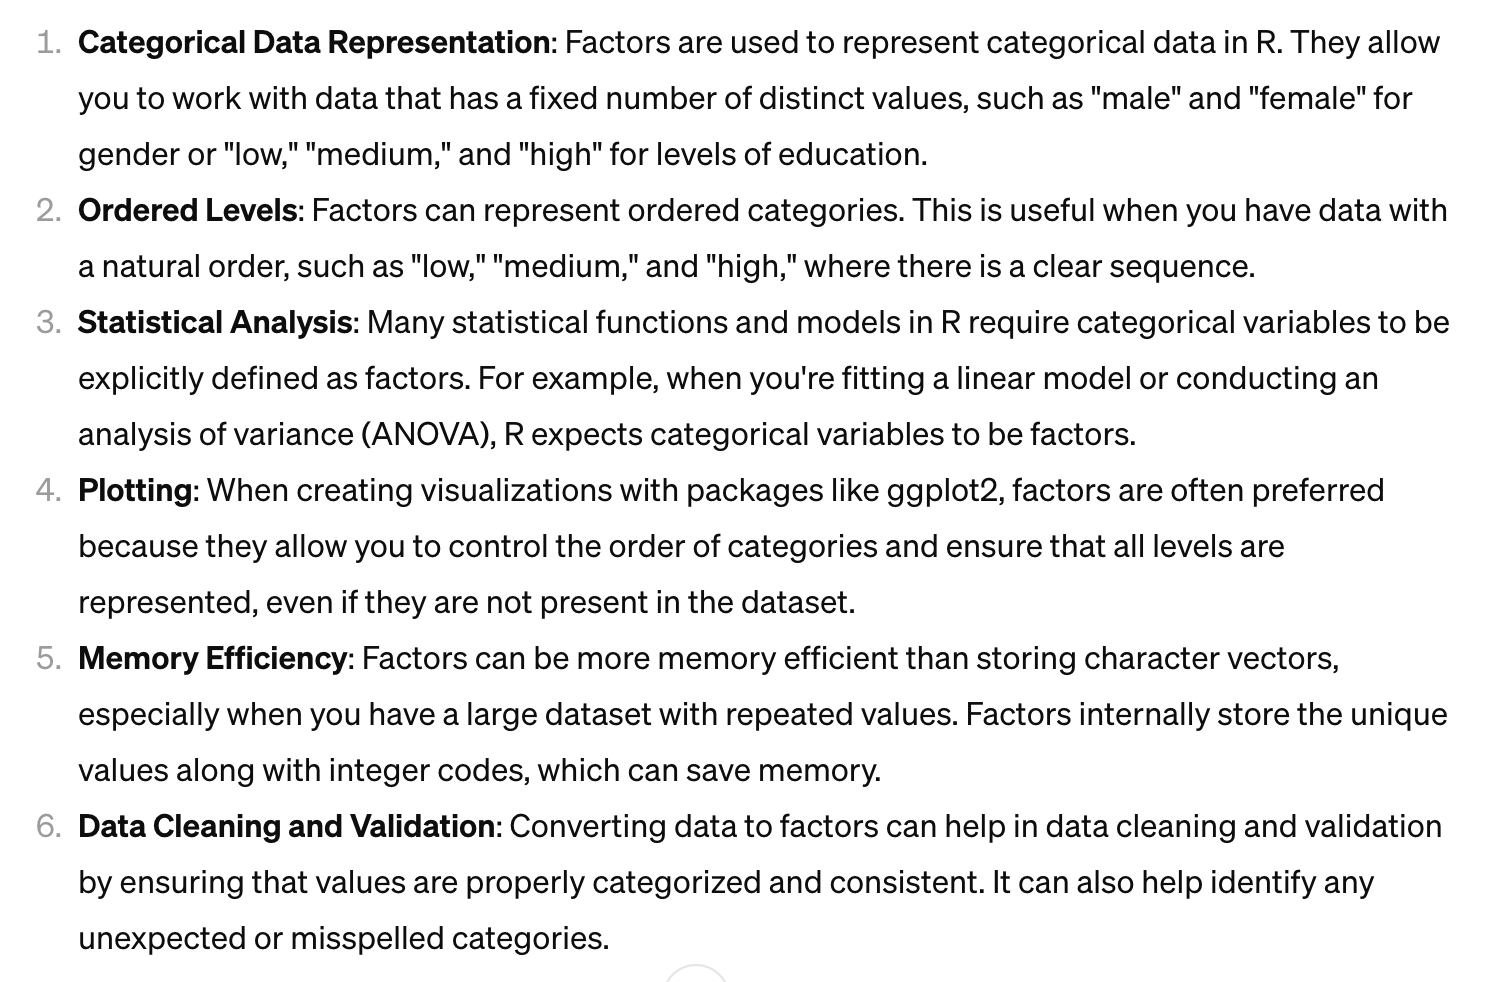 1. Categorical Data Representation: Factors are used to represent categorical data in R. They allow
you to work with data that has a fixed number of distinct values, such as "male" and "female" for
gender or "low," "medium," and "high" for levels of education.
2. Ordered Levels: Factors can represent ordered categories. This is useful when you have data with
a natural order, such as "low," "medium," and "high," where there is a clear sequence.
3. Statistical Analysis: Many statistical functions and models in R require categorical variables to be
explicitly defined as factors. For example, when you're fitting a linear model or conducting an
analysis of variance (ANOVA), R expects categorical variables to be factors.
4. Plotting: When creating visualizations with packages like ggplot2, factors are often preferred
because they allow you to control the order of categories and ensure that all levels are
represented, even if they are not present in the dataset.
5. Memory Efficiency: Factors can be more memory efficient than storing character vectors,
especially when you have a large dataset with repeated values. Factors internally store the unique
values along with integer codes, which can save memory.
6. Data Cleaning and Validation: Converting data to factors can help in data cleaning and validation
by ensuring that values are properly categorized and consistent. It can also help identify any
unexpected or misspelled categories.